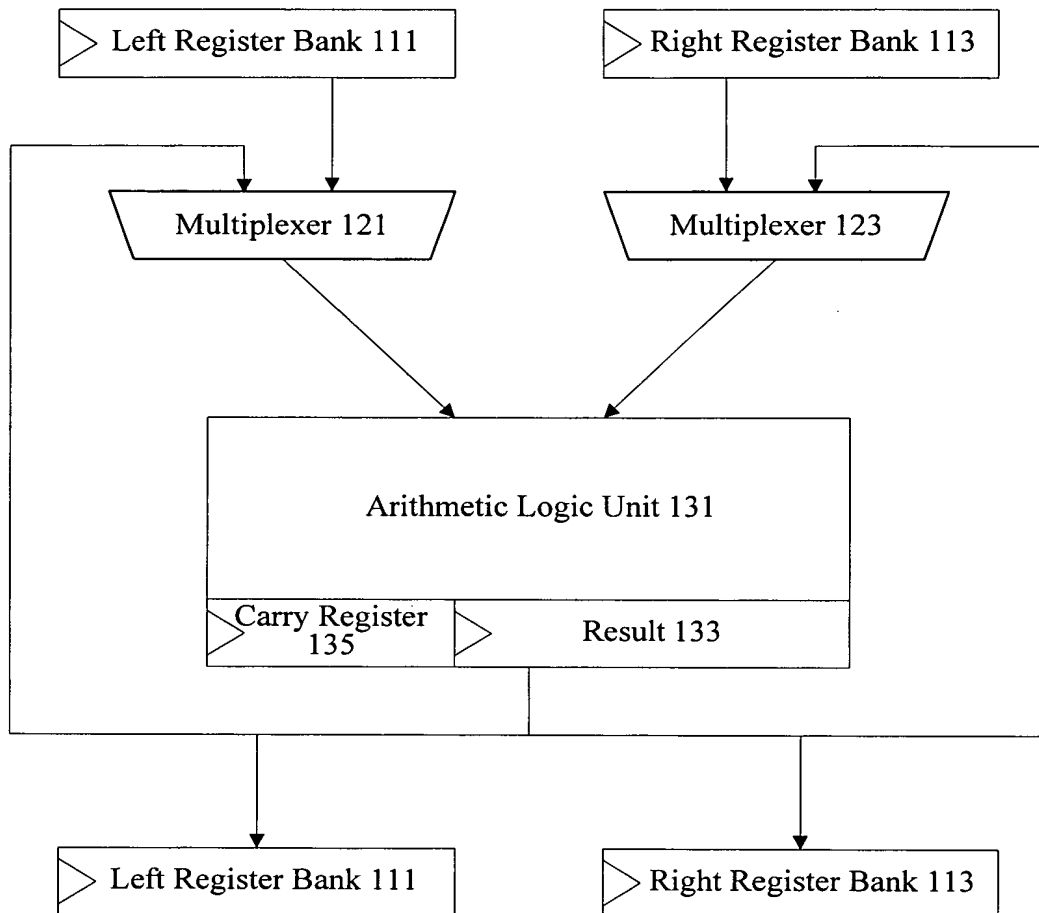 Left Register Bank 111
Right Register Bank 113
Multiplexer 121
Multiplexer 123
Arithmetic Logic Unit 131
Carry Register
135
Result 133
Left Register Bank 111
Right Register Bank 113